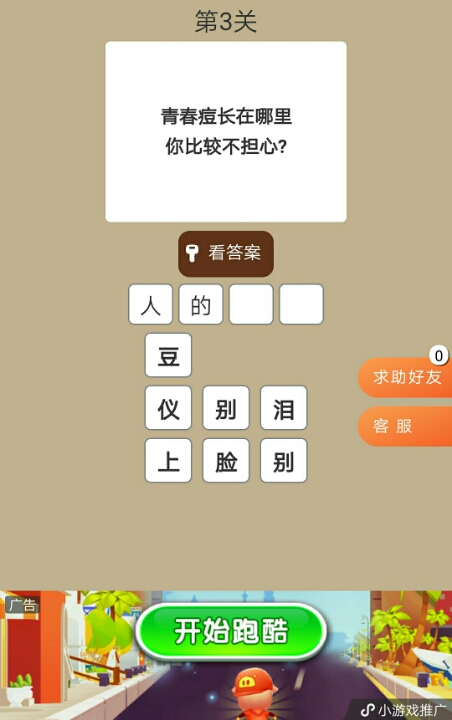 第3关
青春痘长在哪里
你比较不担心?
看答案
人 的
豆
0
求助好友
仪 别 泪
客 服
上 脸 别
广告
开始跑酷
小游戏推广